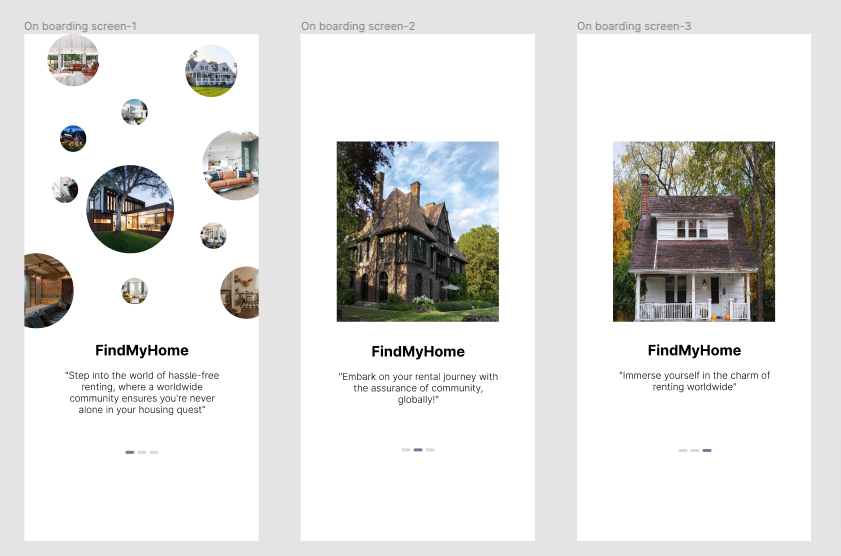 On boarding screen-1
FindMyHome
"Step into the world of hassle-free
renting, where a worldwide
community ensures you're never
alone in your housing quest”
On boarding screen-2
FindMyHome
"Embark on your rental journey with
the assurance of community,
globally!"
On boarding screen-3
FindMyHome
"Immerse yourself in the charm of
renting worldwide”